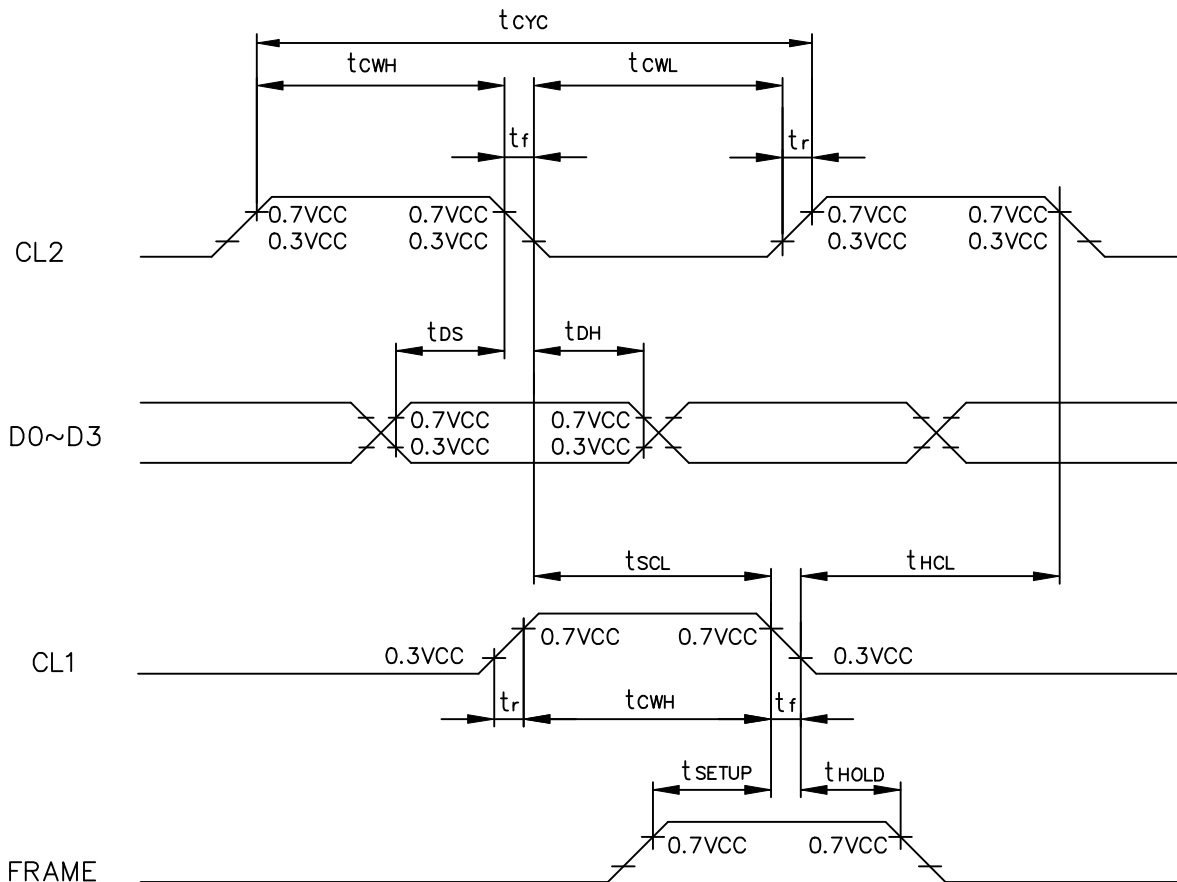 tCYC
tCWH tCWL
tf tr
0.7VCC 0.7VCC 0.7VCC 0.7VCC
CL2 0.3VCC 0.3VCC 0.3VCC 0.3VCC
tDS tDH
0.7VCC 0.7VCC
D0~D3 0.3VCC 0.3VCC
tSCL tHCL
0.7VCC 0.7VCC
CL1 0.3VCC 0.3VCC
tr tCWH tf
tSETUP tHOLD
0.7VCC 0.7VCC
FRAME